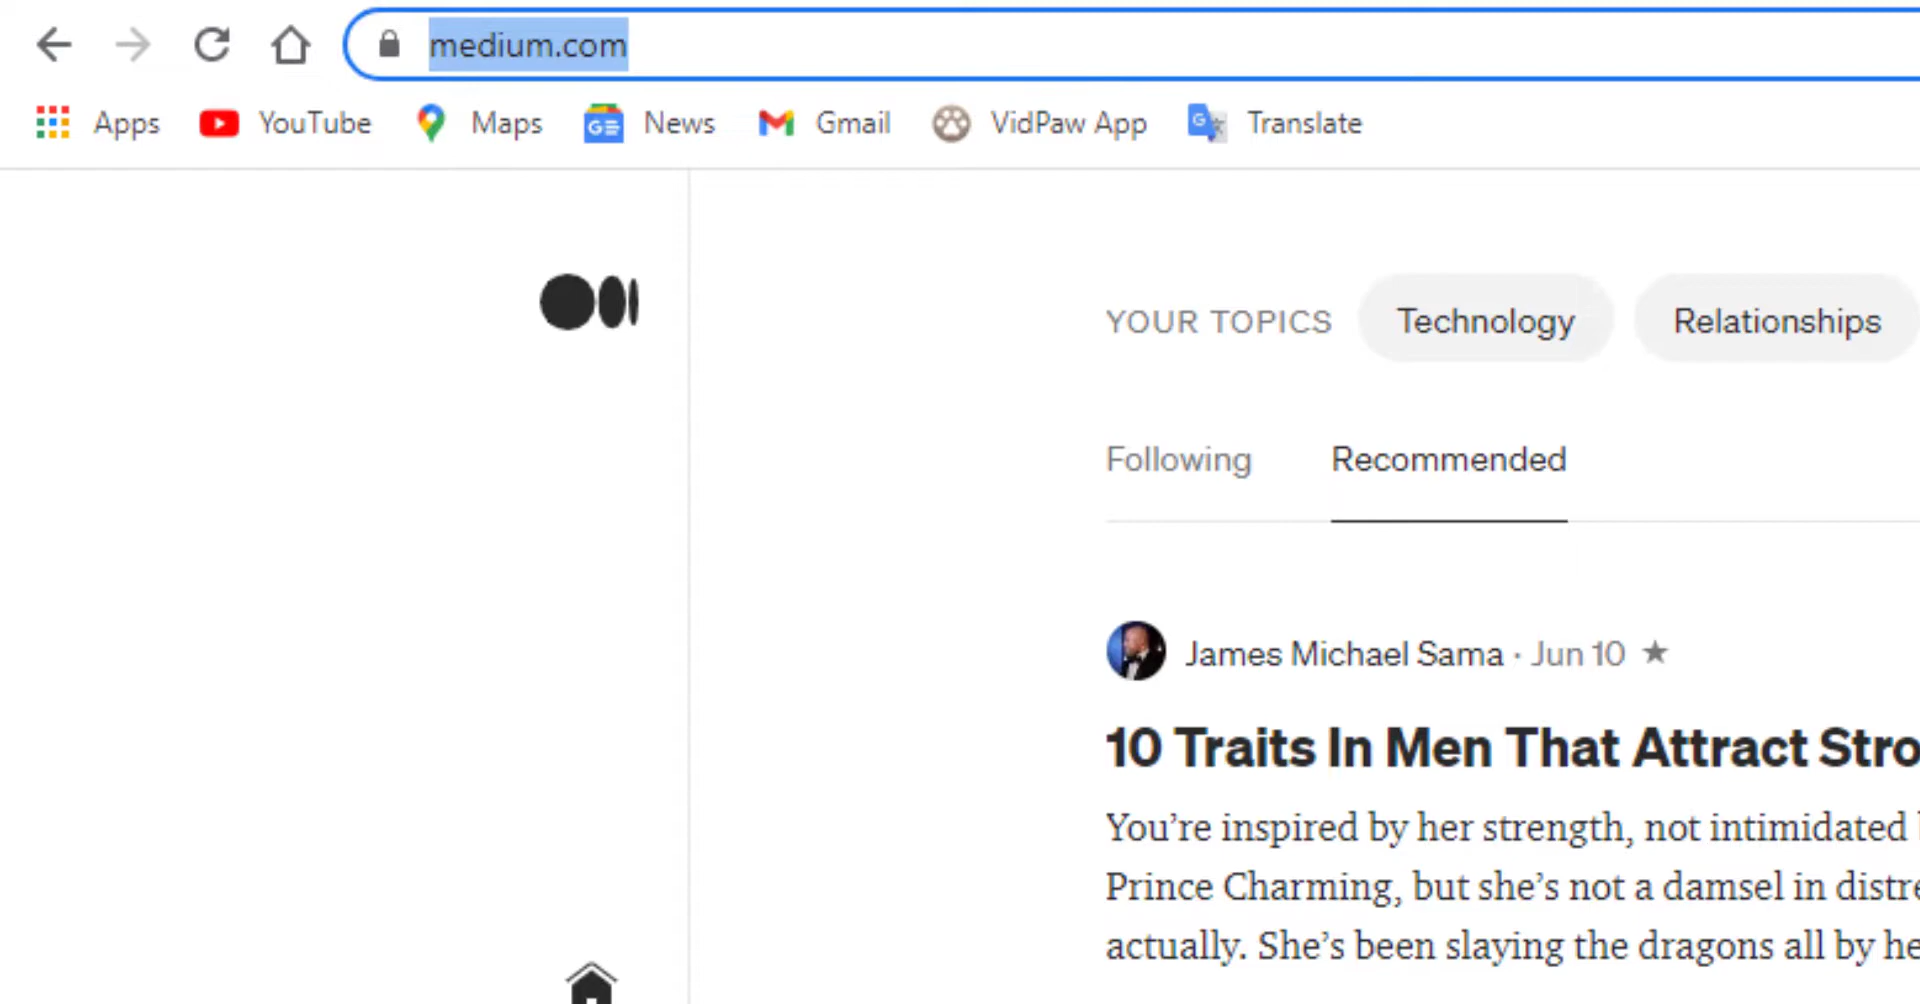 medium.com
Apps YouTube Maps News Gmail VidPaw App Translate
YOUR TOPICS Technology Relationships
Following Recommended
James Michael Sama · Jun 10 ★
10 Traits In Men That Attract Stro
You’re inspired by her strength, not intimidated
Prince Charming, but she’s not a damsel in distre
actually. She’s been slaying the dragons all by he